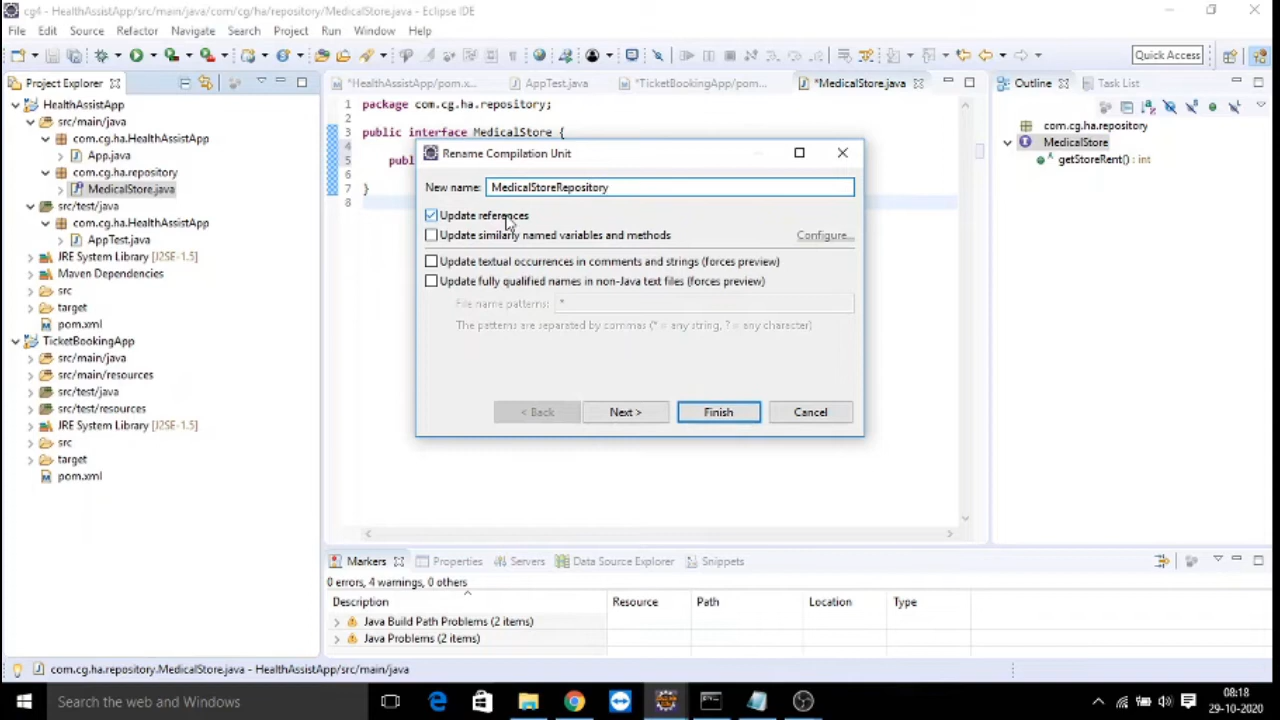 cg4 - HealthAssistApp/src/main/java/com/cg/ha/repository/MedicalStore.java - Eclipse IDE
File Edit Source Refactor Navigate Search Project Run Window Help
Quick Access
Project Explorer
*HealthAssistApp/pom.x...
AppTest.java
*TicketBookingApp/pom...
*MedicalStore.java
Outline
Task List
HealthAssistApp
src/main/java
com.cg.ha.HealthAssistApp
App.java
com.cg.ha.repository
MedicalStore.java
src/test/java
com.cg.ha.HealthAssistApp
AppTest.java
JRE System Library [J2SE-1.5]
Maven Dependencies
src
target
pom.xml
TicketBookingApp
src/main/java
src/main/resources
src/test/java
src/test/resources
JRE System Library [J2SE-1.5]
src
target
pom.xml
1 package com.cg.ha.repository;
2
3 public interface MedicalStore {
4
5 publ
6
7 }
8
Rename Compilation Unit
New name: MedicalStoreRepository
Update references
Update similarly named variables and methods
Configure...
Update textual occurrences in comments and strings (forces preview)
Update fully qualified names in non-Java text files (forces preview)
File name patterns: *
The patterns are separated by commas (* = any string, ? = any character)
< Back
Next >
Finish
Cancel
com.cg.ha.repository
MedicalStore
getStoreRent() : int
Markers
Properties
Servers
Data Source Explorer
Snippets
0 errors, 4 warnings, 0 others
Description Resource Path Location Type
Java Build Path Problems (2 items)
Java Problems (2 items)
com.cg.ha.repository.MedicalStore.java - HealthAssistApp/src/main/java
Search the web and Windows
08:18
29-10-2020